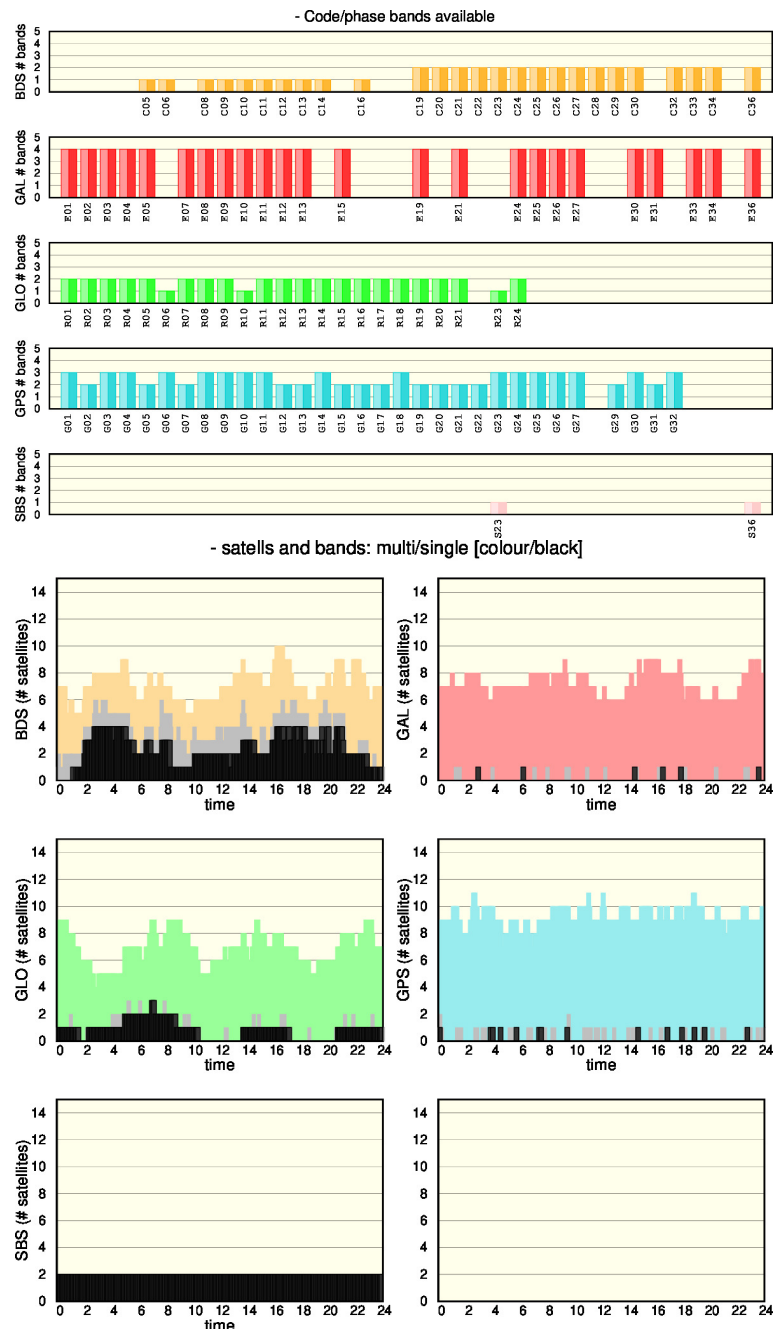 - Code/phase bands available
BDS # bands
5
4
3
2
1
0
C05 C06 C08 C09 C10 C11 C12 C13 C14 C16 C19 C20 C21 C22 C23 C24 C25 C26 C27 C28 C29 C30 C32 C33 C34 C36
GAL # bands
5
4
3
2
1
0
E01 E02 E03 E04 E05 E07 E08 E09 E10 E11 E12 E13 E15 E19 E21 E24 E25 E26 E27 E30 E31 E33 E34 E36
GLO # bands
5
4
3
2
1
0
R01 R02 R03 R04 R05 R06 R07 R08 R09 R10 R11 R12 R13 R14 R15 R16 R17 R18 R19 R20 R21 R23 R24
GPS # bands
5
4
3
2
1
0
G01 G02 G03 G04 G05 G06 G07 G08 G09 G10 G11 G12 G13 G14 G15 G16 G17 G18 G19 G20 G21 G22 G23 G24 G25 G26 G27 G29 G30 G31 G32
SBS # bands
5
4
3
2
1
0
S23 S36
- satells and bands: multi/single [colour/black]
BDS (# satellites)
14
12
10
8
6
4
2
0
0 2 4 6 8 10 12 14 16 18 20 22 24
time
GAL (# satellites)
14
12
10
8
6
4
2
0
0 2 4 6 8 10 12 14 16 18 20 22 24
time
GLO (# satellites)
14
12
10
8
6
4
2
0
0 2 4 6 8 10 12 14 16 18 20 22 24
time
GPS (# satellites)
14
12
10
8
6
4
2
0
0 2 4 6 8 10 12 14 16 18 20 22 24
time
SBS (# satellites)
14
12
10
8
6
4
2
0
0 2 4 6 8 10 12 14 16 18 20 22 24
time
14
12
10
8
6
4
2
0
0 2 4 6 8 10 12 14 16 18 20 22 24